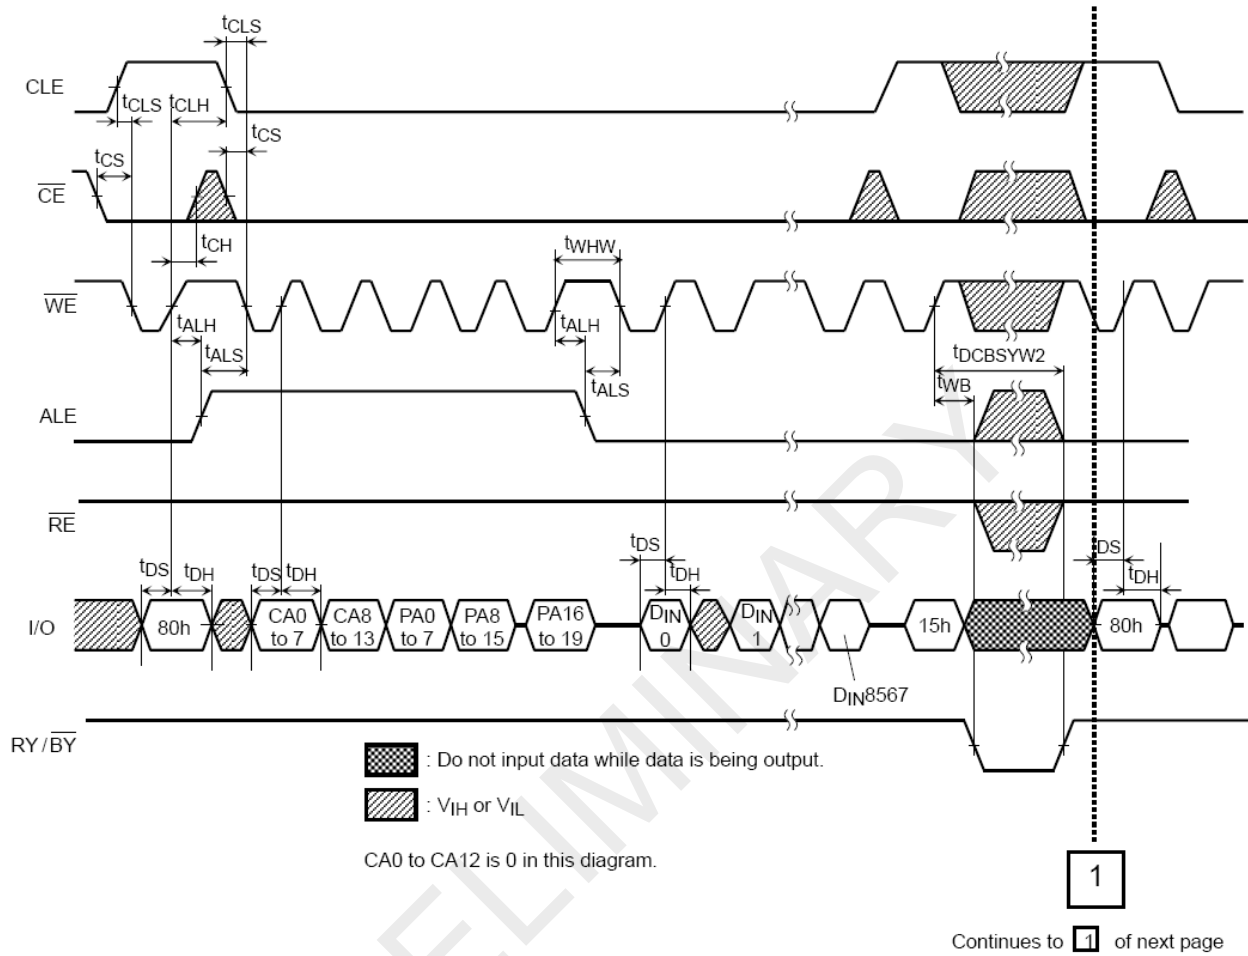 tCLS
CLE
tCLS tCLH
tCS
tCS
CE
tCH
tWHW
WE
tALH tALH
tDCBSYW2
tALS
tALS tWB
ALE
RE
tDS DS
tDS tDH tDS tDH tDH tDH
I/O 80h CA0 to 7 CA8 to 13 PA0 to 7 PA8 to 15 PA16 to 19 DIN 0 DIN 1 15h 80h
DIN8567
RY / BY
: Do not input data while data is being output.
: VIH or VIL
CA0 to CA12 is 0 in this diagram.
1
Continues to 1 of next page
ELIMINARY